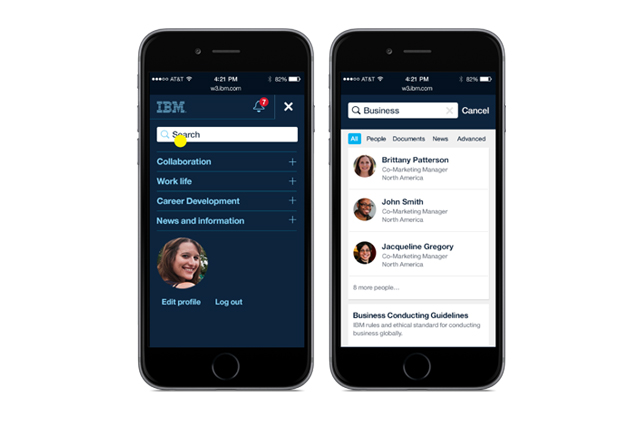 AT&T 4:21 PM 82%
w3.ibm.com
IBM
7
Search
Collaboration
Work life
Career Development
News and information
Edit profile Log out
AT&T 4:21 PM 82%
w3.ibm.com
Business Cancel
All People Documents News Advanced
Brittany Patterson
Co-Marketing Manager
North America
John Smith
Co-Marketing Manager
North America
Jacqueline Gregory
Co-Marketing Manager
North America
8 more people...
Business Conducting Guidelines
IBM rules and ethical standard for conducting
business globally.